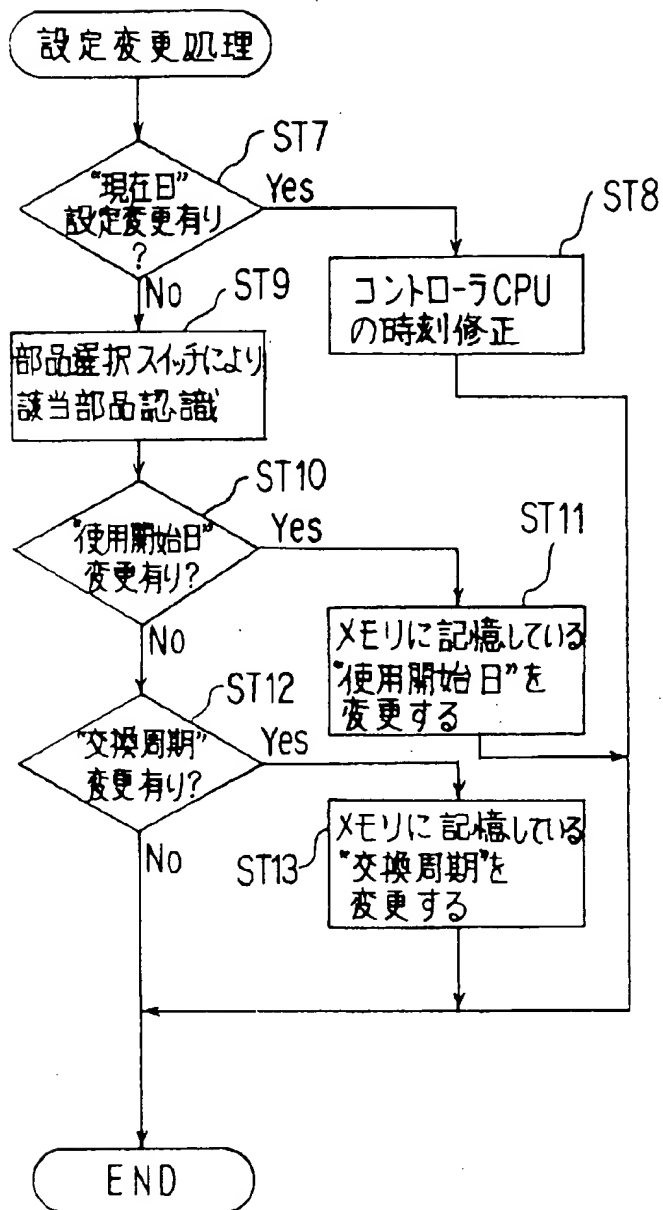 設定変更処理
ST7
“現在日”
設定変更有り
?
Yes
No
ST8
コントローラCPU
の時刻修正
ST9
部品選択スイッチにより
該当部品認識
ST10
“使用開始日”
変更有り?
Yes
No
ST11
メモリに記憶している
“使用開始日”を
変更する
ST12
“交換周期”
変更有り?
Yes
No
ST13
メモリに記憶している
“交換周期”を
変更する
END